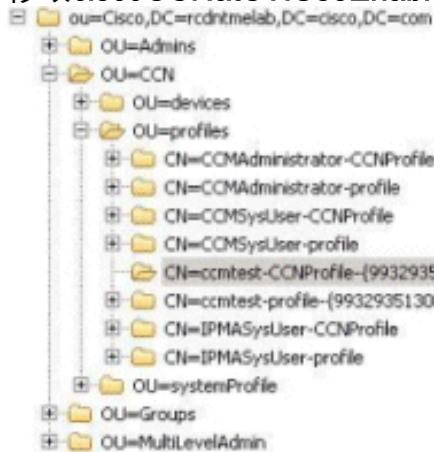 ou=Cisco,DC=rcdntmelab,DC=cisco,DC=com
OU=Admins
OU=CCN
OU=devices
OU=profiles
CN=CCMAdministrator-CCNProfile
CN=CCMAdministrator-profile
CN=CCMSysUser-CCNProfile
CN=CCMSysUser-profile
CN=ccmtest-CCNProfile-{9932935
CN=ccmtest-profile-{9932935130
CN=IPMASysUser-CCNProfile
CN=IPMASysUser-profile
OU=systemProfile
OU=Groups
OU=MultiLevelAdmin